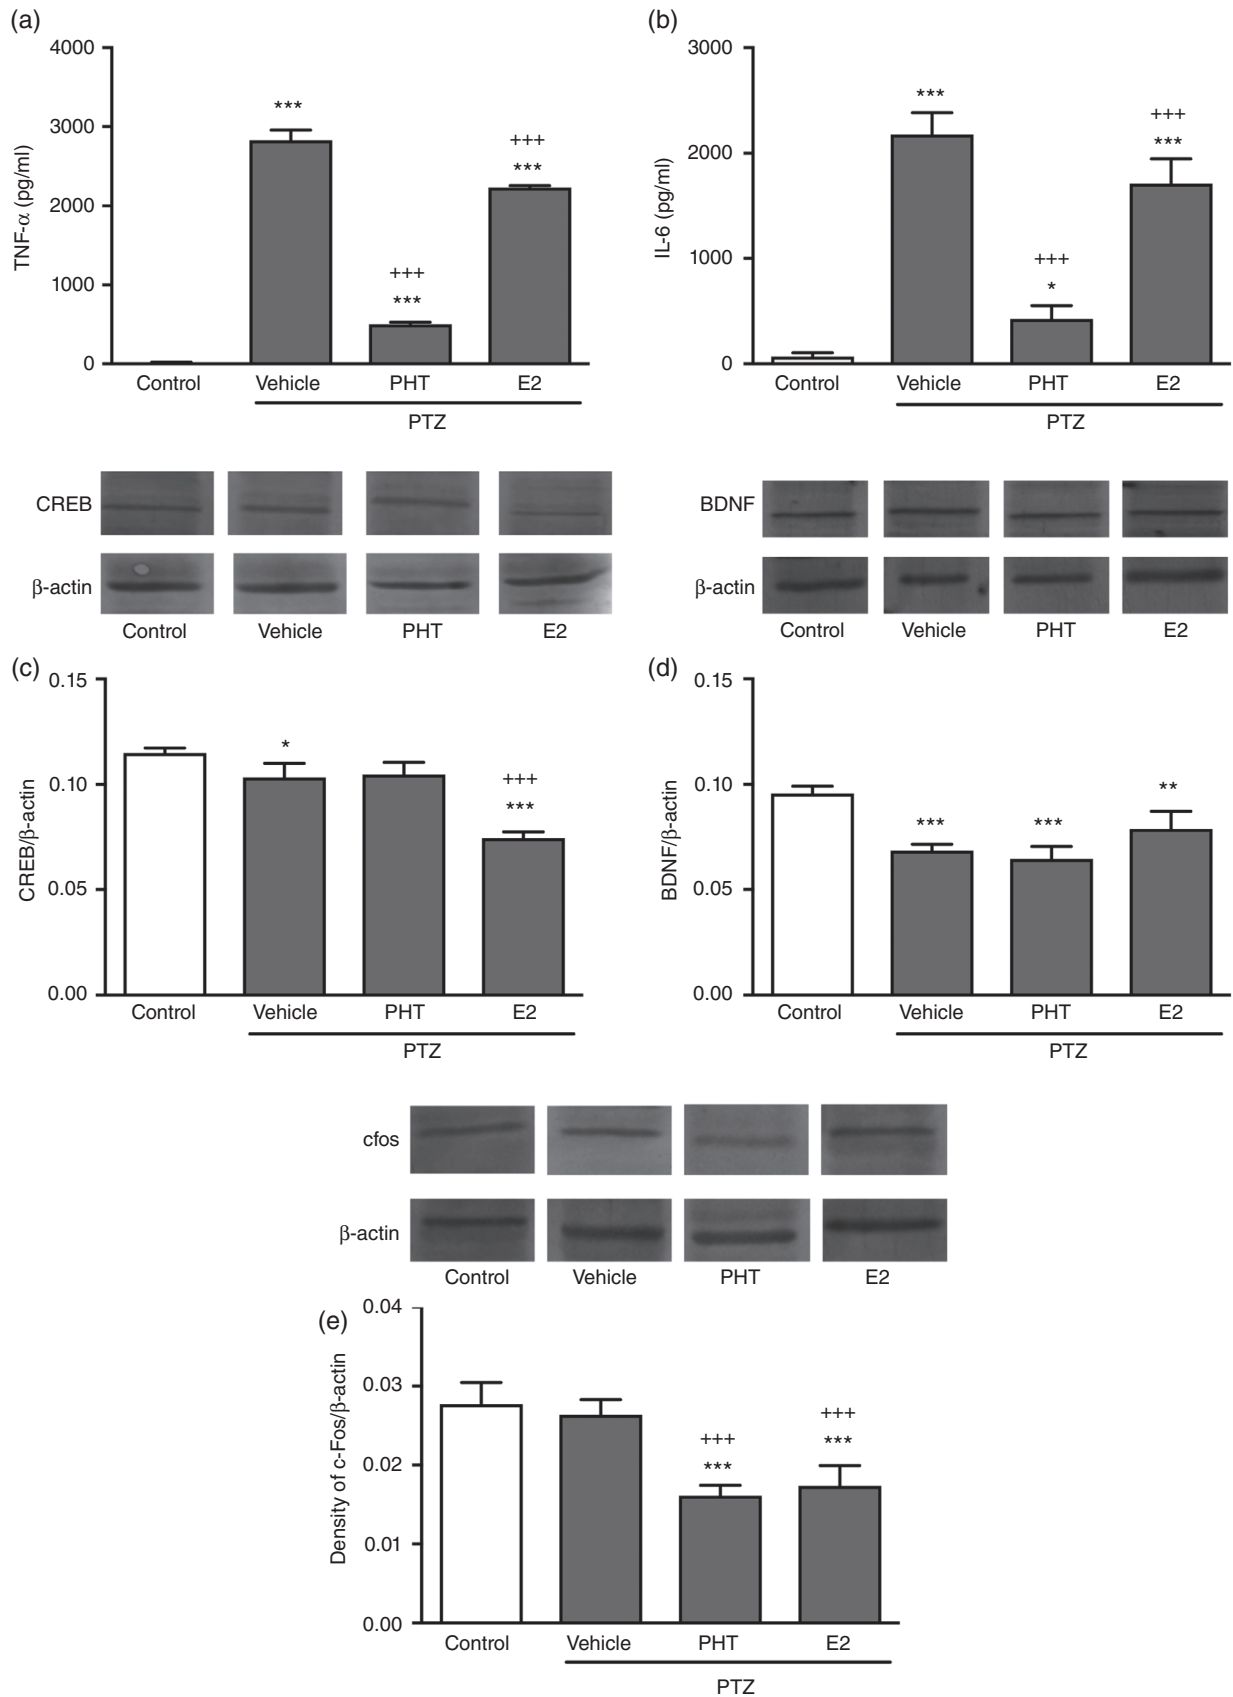 (a)
4000
3000
2000
1000
0
TNF-α (pg/ml)
***
+++
***
+++
***
Control Vehicle PHT E2
PTZ
(b)
3000
2000
1000
0
IL-6 (pg/ml)
***
+++
*
+++
***
Control Vehicle PHT E2
PTZ
CREB
β-actin
Control Vehicle PHT E2
BDNF
β-actin
Control Vehicle PHT E2
(c)
0.15
0.10
0.05
0.00
CREB/β-actin
*
+++
***
Control Vehicle PHT E2
PTZ
(d)
0.15
0.10
0.05
0.00
BDNF/β-actin
***
***
**
Control Vehicle PHT E2
PTZ
cfos
β-actin
Control Vehicle PHT E2
(e)
0.04
0.03
0.02
0.01
0.00
Density of c-Fos/β-actin
+++
***
+++
***
Control Vehicle PHT E2
PTZ